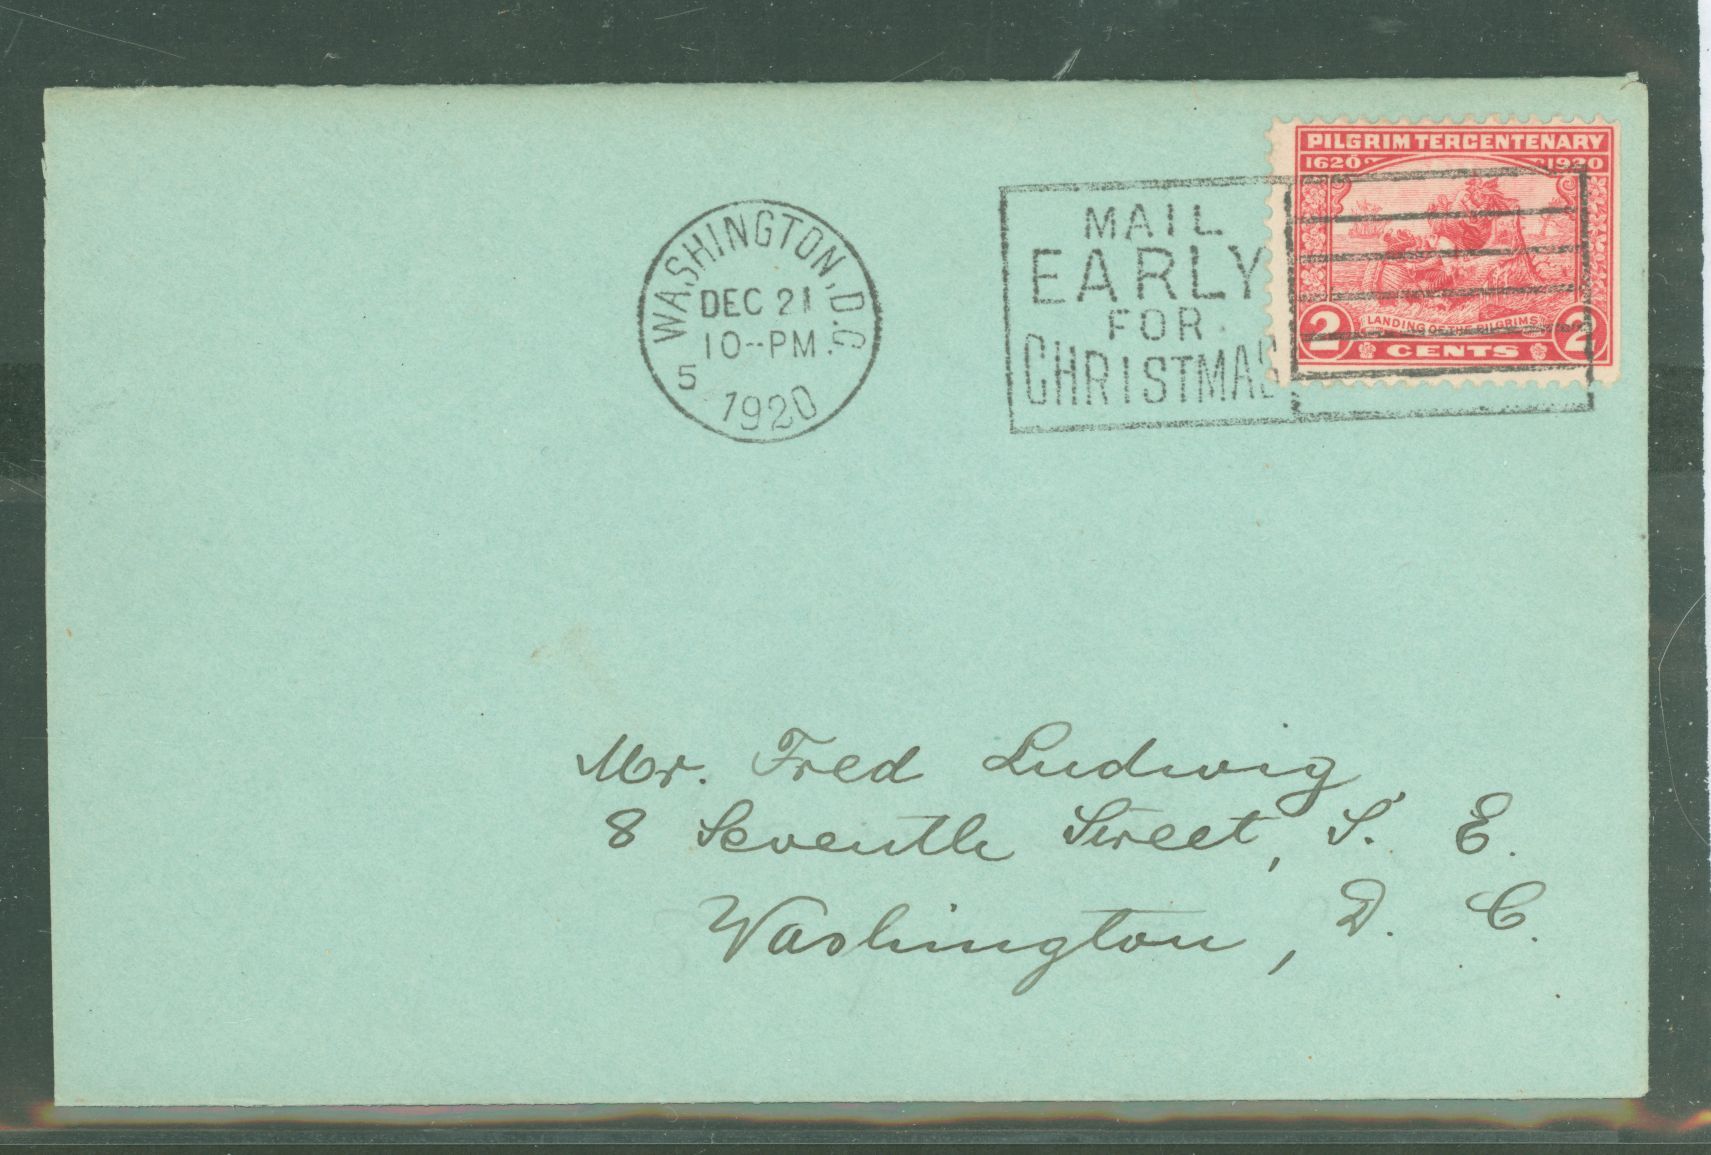 WASHINGTON, D.C.
DEC 21
10--PM
5 1920
MAIL
EARLY
FOR
CHRISTMAS
PILGRIM TERCENTENARY
1620 1920
LANDING OF THE PILGRIMS
2 CENTS 2
Mr. Fred Ludwig
8 Seventh Street, S. E.
Washington, D. C.